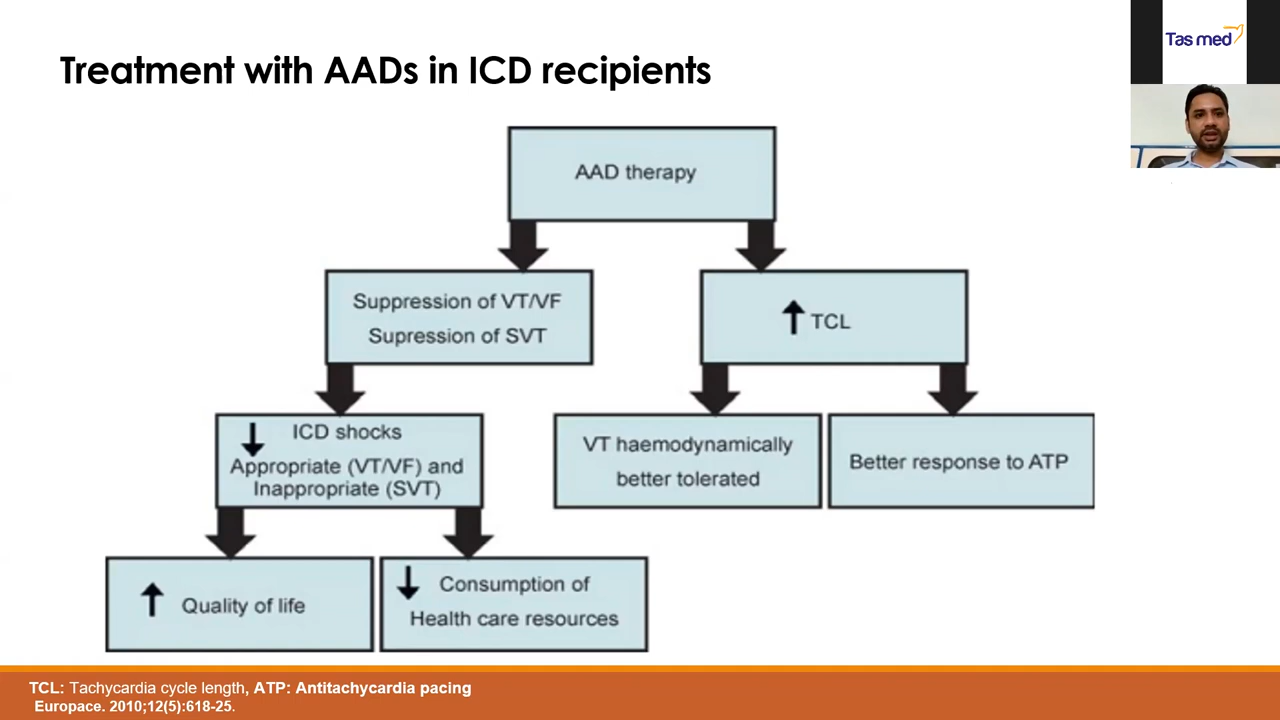 Treatment with AADs in ICD recipients
Tas med
AAD therapy
Suppression of VT/VF
Supression of SVT
↑ TCL
↓ ICD shocks
Appropriate (VT/VF) and
Inappropriate (SVT)
VT haemodynamically
better tolerated
Better response to ATP
↑ Quality of life
↓ Consumption of
Health care resources
TCL: Tachycardia cycle length, ATP: Antitachycardia pacing
Europace. 2010;12(5):618-25.